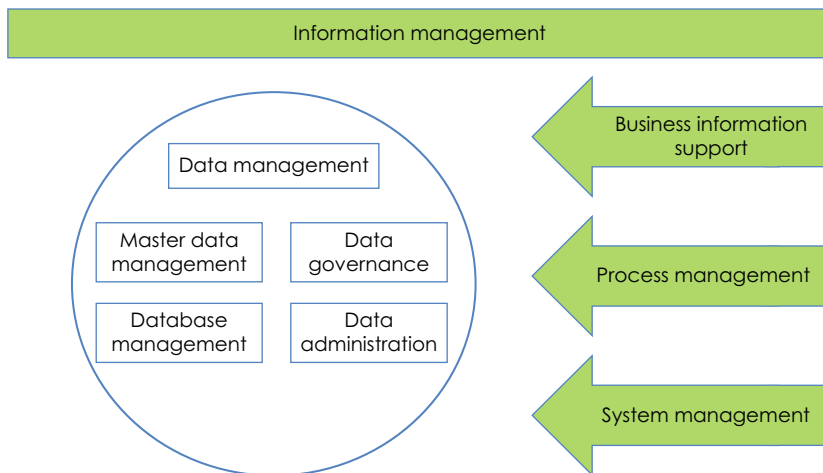 Information management
Business information
support
Data management
Master data
management
Data
governance
Process management
Database
management
Data
administration
System management